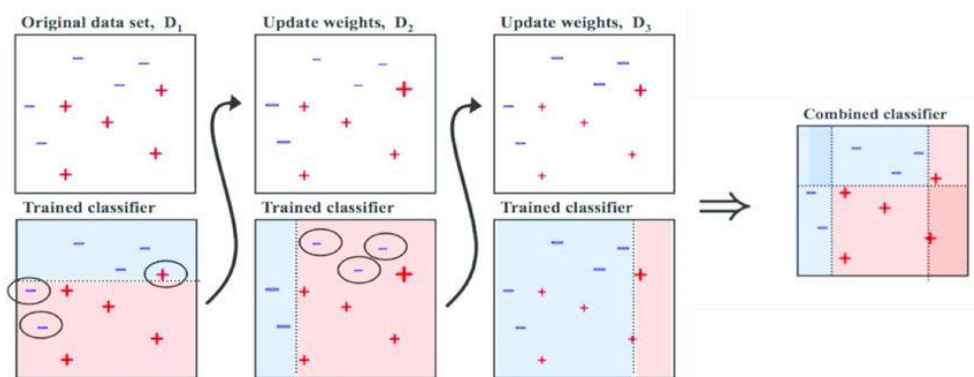 Original data set, D₁
Update weights, D₂
Update weights, D₃
Combined classifier
Trained classifier
Trained classifier
Trained classifier